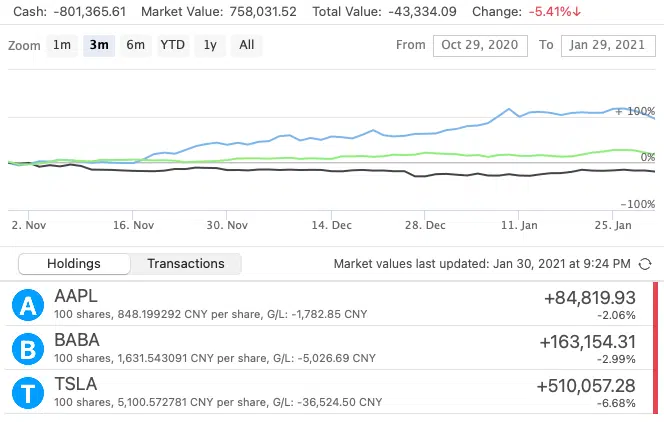 Cash: -801,365.61 Market Value: 758,031.52 Total Value: -43,334.09 Change: -5.41%↓
Zoom 1m 3m 6m YTD 1y All From Oct 29, 2020 To Jan 29, 2021
+ 100%
0%
-100%
2. Nov 16. Nov 30. Nov 14. Dec 28. Dec 11. Jan 25. Jan
Holdings Transactions Market values last updated: Jan 30, 2021 at 9:24 PM
A AAPL +84,819.93
100 shares, 848.199292 CNY per share, G/L: -1,782.85 CNY -2.06%
B BABA +163,154.31
100 shares, 1,631.543091 CNY per share, G/L: -5,026.69 CNY -2.99%
T TSLA +510,057.28
100 shares, 5,100.572781 CNY per share, G/L: -36,524.50 CNY -6.68%